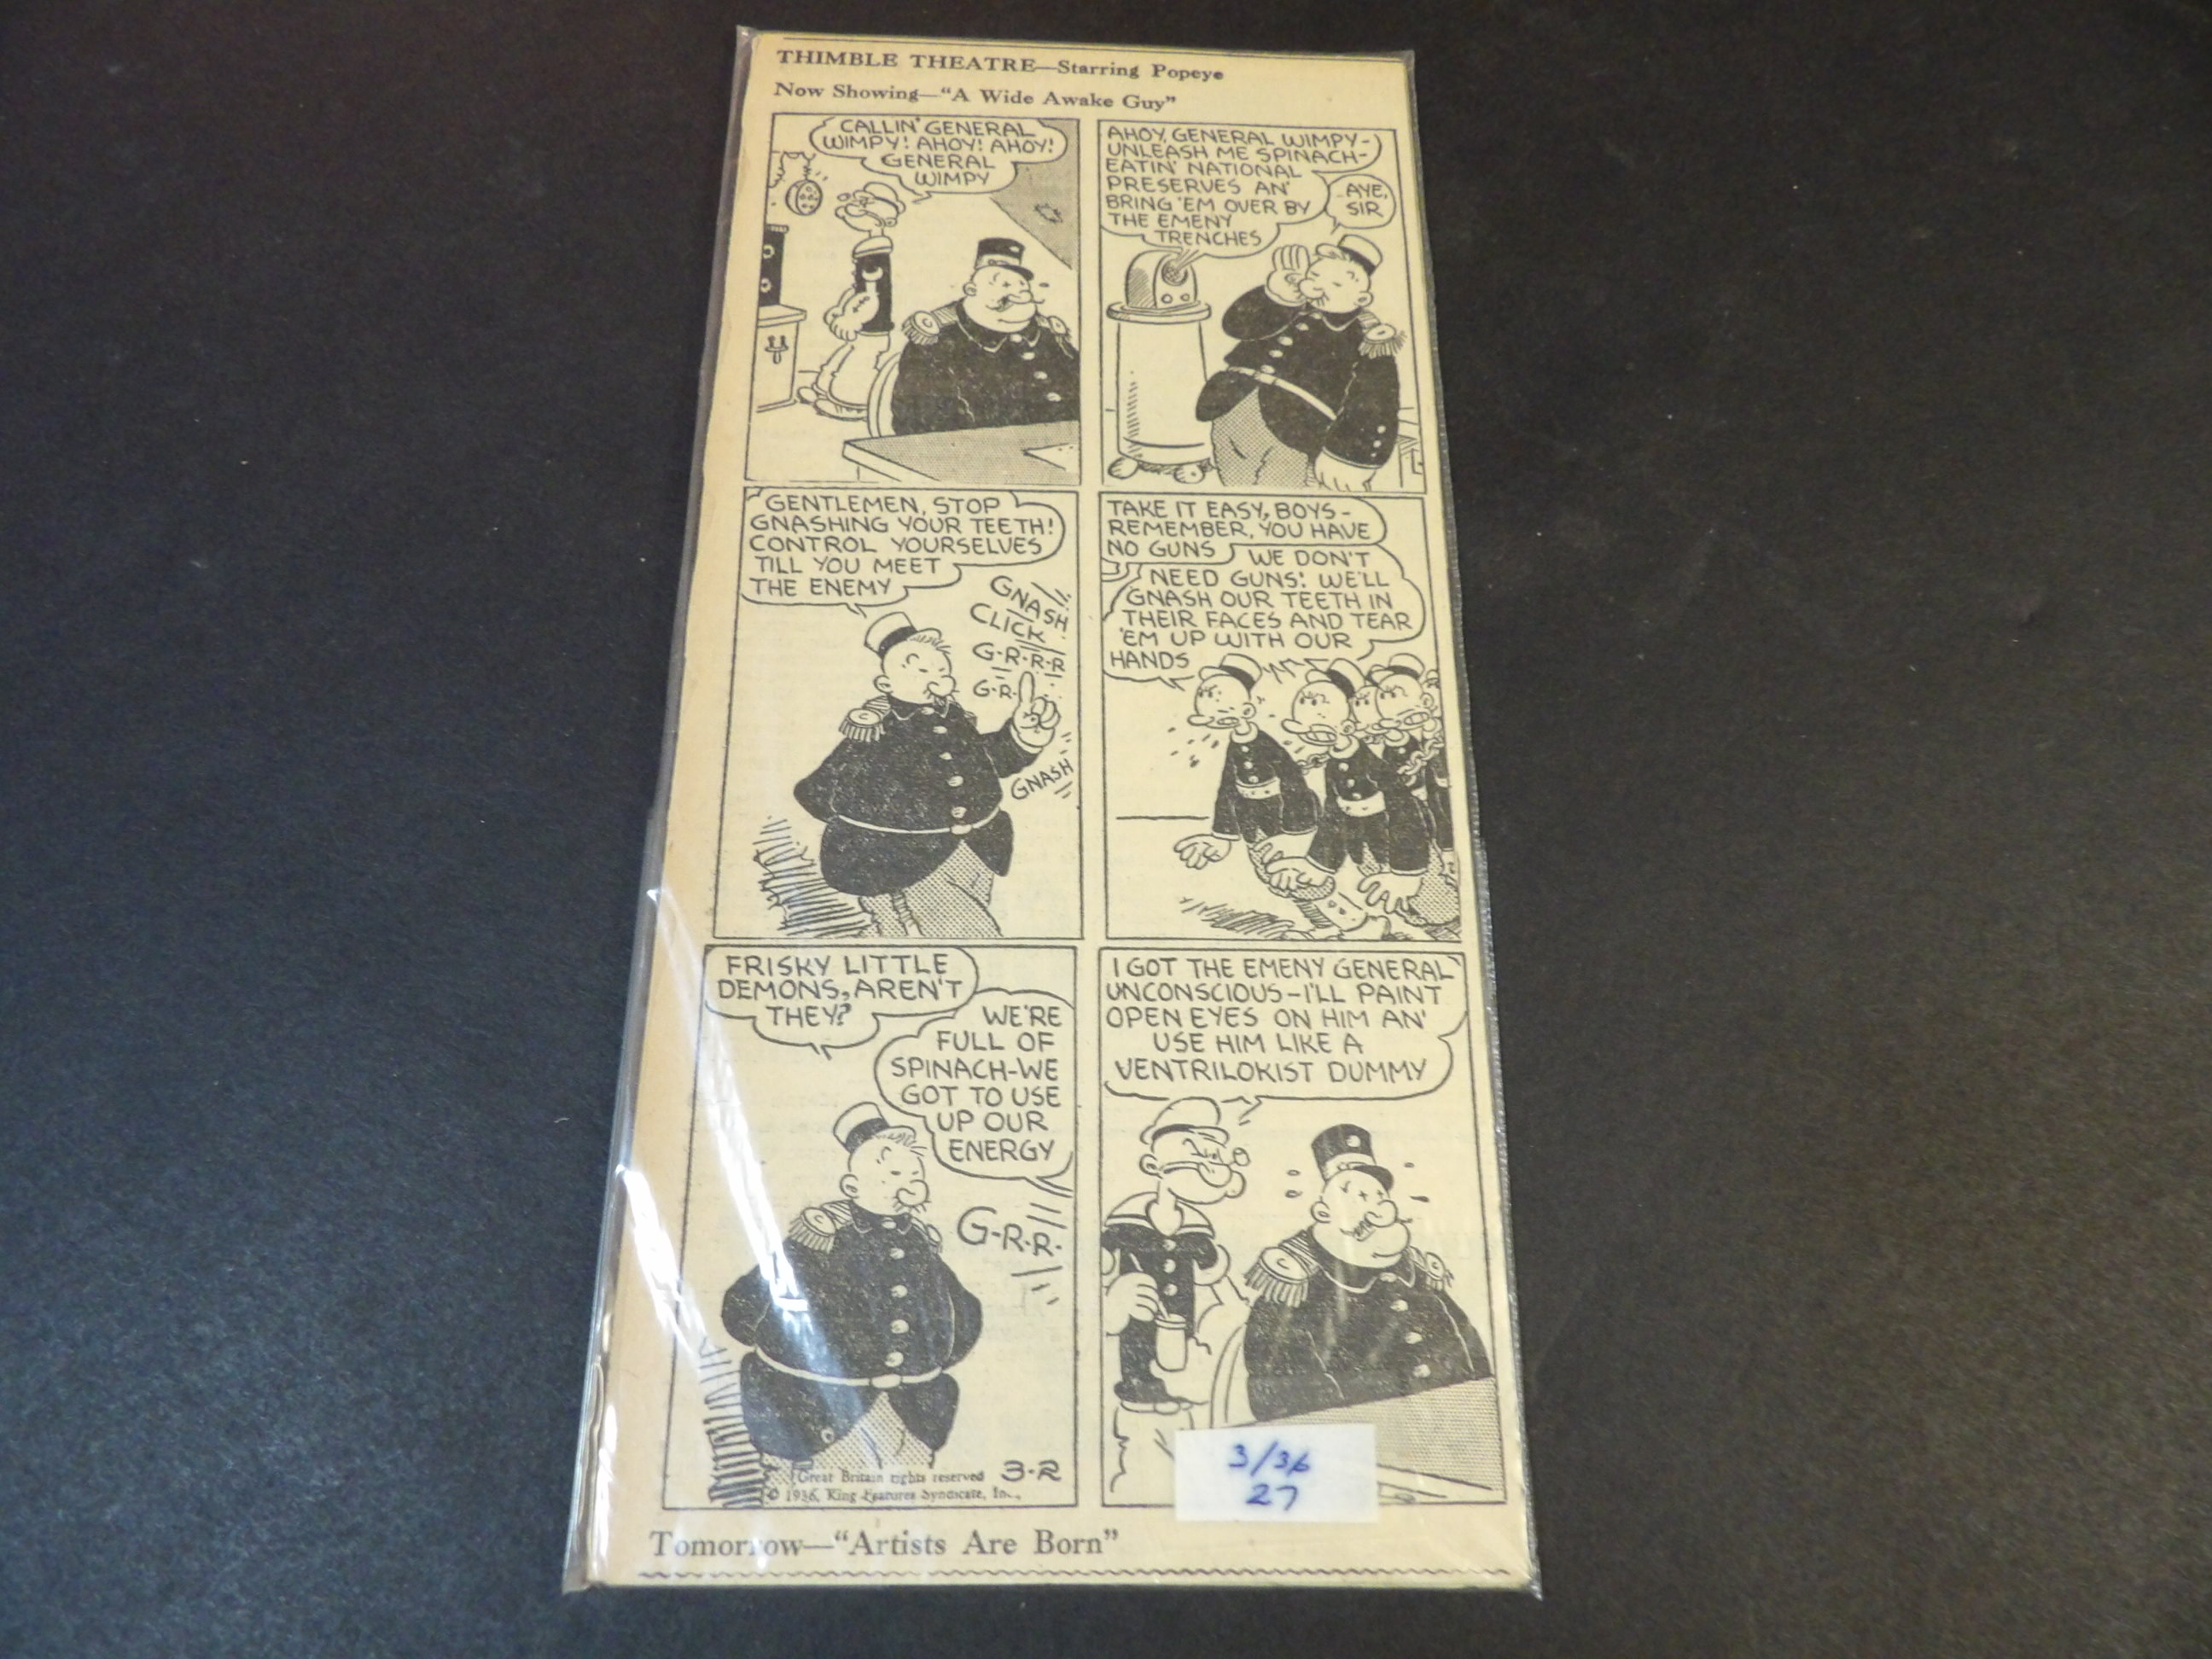 THIMBLE THEATRE—Starring Popeye
Now Showing—"A Wide Awake Guy"
CALLIN' GENERAL
WIMPY! AHOY! AHOY!
GENERAL
WIMPY
AHOY, GENERAL WIMPY-
UNLEASH ME SPINACH-
EATIN' NATIONAL
PRESERVES AN'
BRING 'EM OVER BY
THE EMENY
TRENCHES
AYE,
SIR
GENTLEMEN, STOP
GNASHING YOUR TEETH!
CONTROL YOURSELVES
TILL YOU MEET
THE ENEMY
GNASH
CLICK
G-R-R-R
G-R-
GNASH
TAKE IT EASY, BOYS-
REMEMBER, YOU HAVE
NO GUNS
WE DON'T
NEED GUNS! WE'LL
GNASH OUR TEETH IN
THEIR FACES AND TEAR
'EM UP WITH OUR
HANDS
FRISKY LITTLE
DEMONS, AREN'T
THEY?
WE'RE
FULL OF
SPINACH-WE
GOT TO USE
UP OUR
ENERGY
G-R-R-
Great Britain rights reserved
3-2
© 1936, King Features Syndicate, Inc.,
I GOT THE EMENY GENERAL
UNCONSCIOUS-I'LL PAINT
OPEN EYES ON HIM AN'
USE HIM LIKE A
VENTRILOKIST DUMMY
3/36
27
Tomorrow—"Artists Are Born"